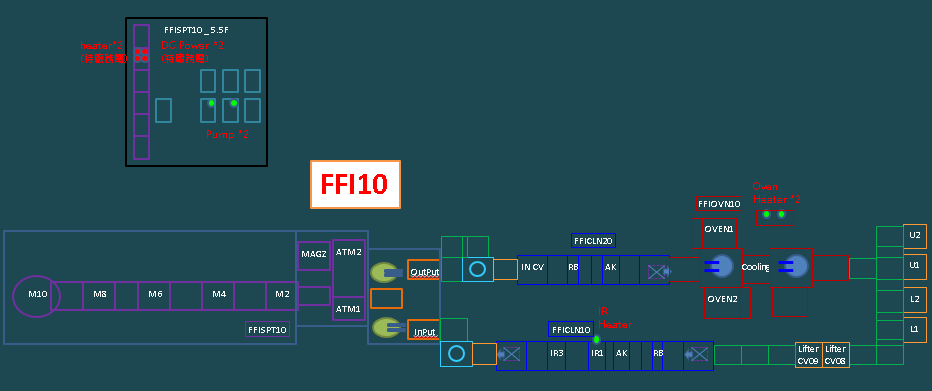 FFISPT10_5.5F
heater*1
DC Power *2
Pump *2
FFI10
Oven
Heater *2
FFIOVN10
OVEN1
U2
FFICLN20
MAGZ
ATM2
OutPut
IN CV
RB
AK
Cooling
U1
M10
M8
M6
M4
M2
OVEN2
L2
ATM1
IR
Heater
FFISPT10
InPut
FFICLN10
L1
IR3
IR1
AK
RB
Lifter
CV09
Lifter
CV08